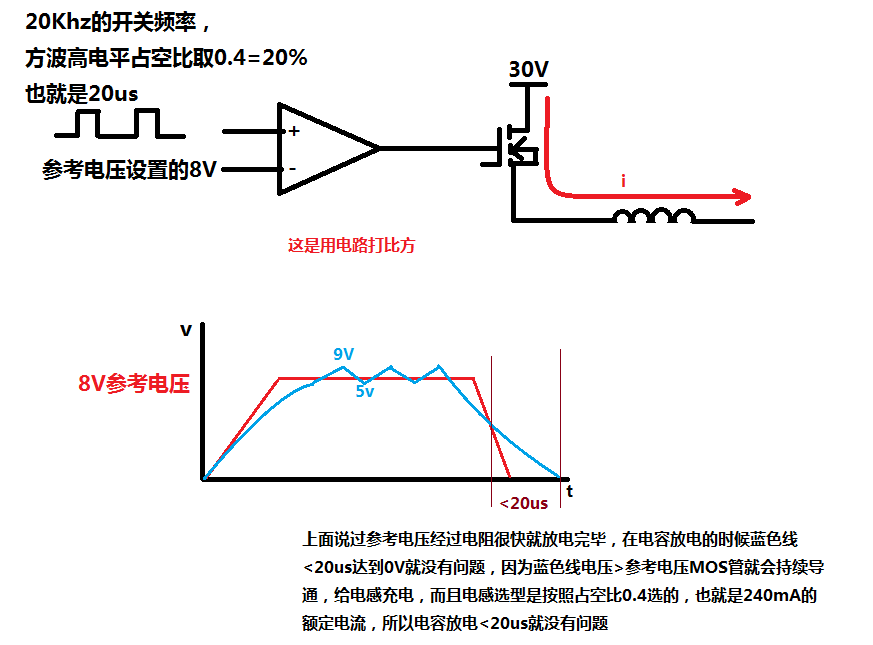 20Khz的开关频率，
方波高电平占空比取0.4=20%
也就是20us
30V
+
参考电压设置的8V
-
i
这是用电路打比方
v
9V
8V参考电压
5v
t
<20us
上面说过参考电压经过电阻很快就放电完毕，在电容放电的时候蓝色线
<20us达到0V就没有问题，因为蓝色线电压>参考电压MOS管就会持续导
通，给电感充电，而且电感选型是按照占空比0.4选的，也就是240mA的
额定电流，所以电容放电<20us就没有问题